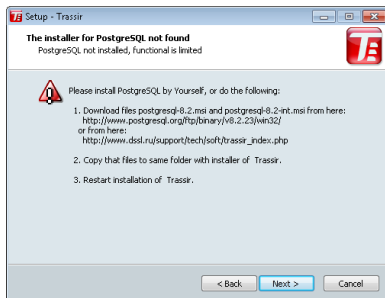 Setup - Trassir
The installer for PostgreSQL not found
PostgreSQL not installed, functional is limited
Please install PostgreSQL by Yourself, or do the following:
1. Download files postgresql-8.2.msi and postgresql-8.2-int.msi from here:
http://www.postgresql.org/ftp/binary/v8.2.23/win32/
or from here:
http://www.dssl.ru/support/tech/soft/trassir_index.php
2. Copy that files to same folder with installer of Trassir.
3. Restart installation of Trassir.
< Back
Next >
Cancel